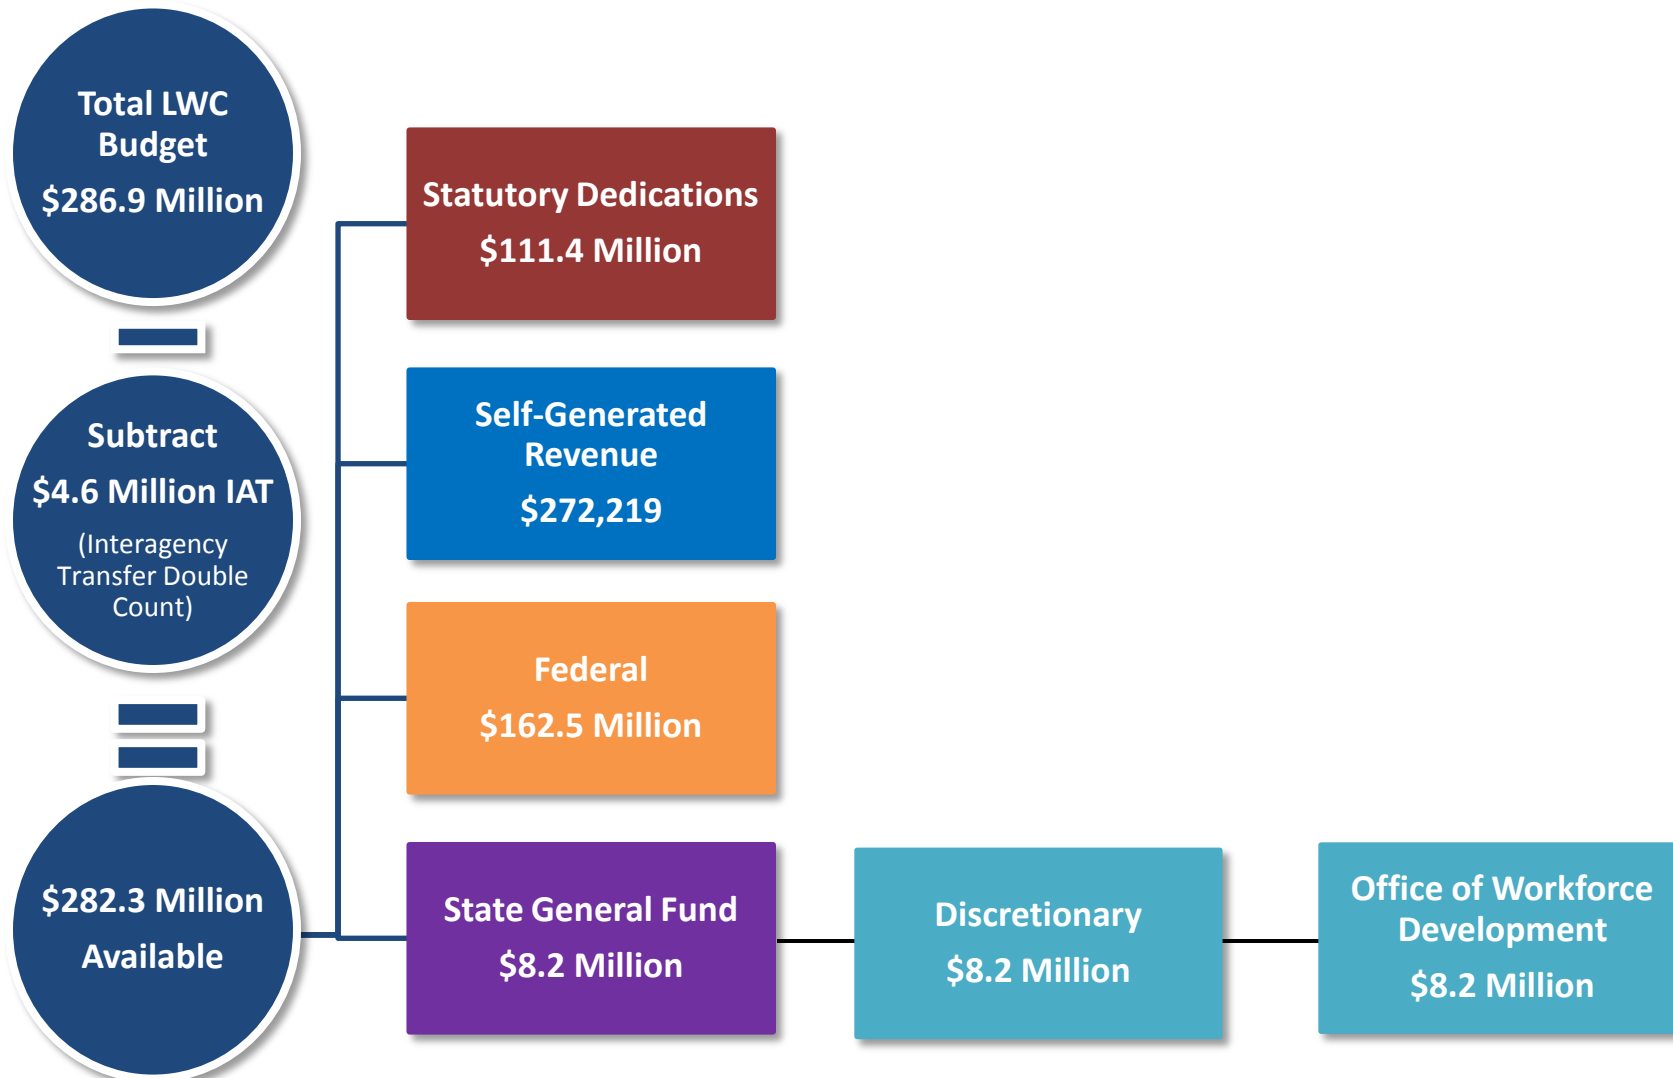 Total LWC
Budget
$286.9 Million
Subtract
$4.6 Million IAT
(Interagency
Transfer Double
Count)
$282.3 Million
Available
Statutory Dedications
$111.4 Million
Self-Generated
Revenue
$272,219
Federal
$162.5 Million
State General Fund
$8.2 Million
Discretionary
$8.2 Million
Office of Workforce
Development
$8.2 Million